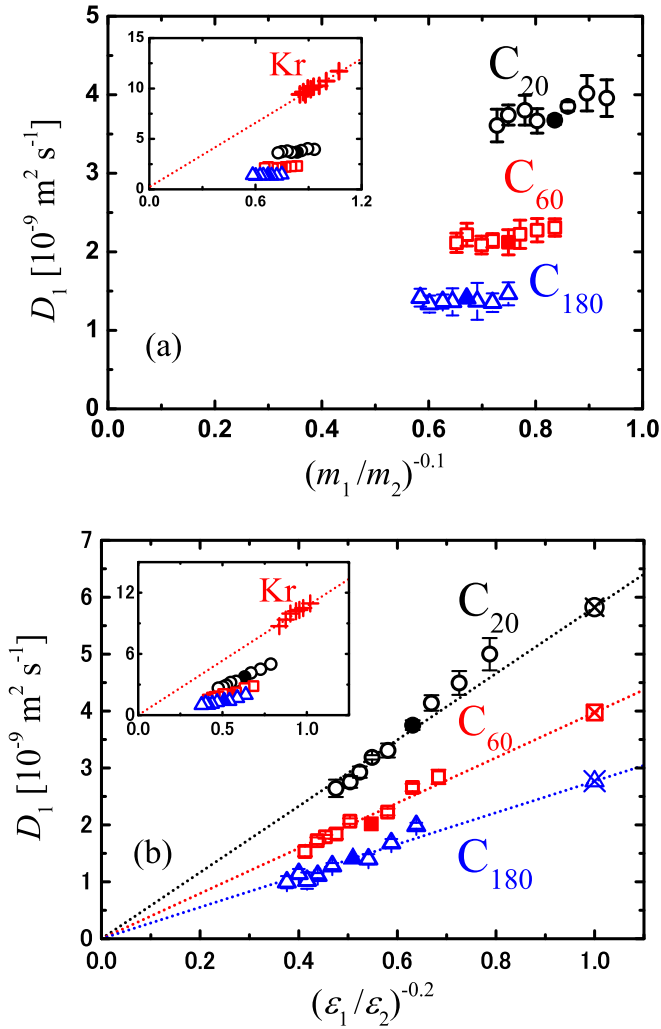 5
4
3
2
1
0
D₁ [10⁻⁹ m² s⁻¹]
15
10
5
0
0.0 0.6 1.2
Kr
C₂₀
C₆₀
C₁₈₀
(a)
0.0 0.2 0.4 0.6 0.8 1.0
(m₁/m₂)⁻⁰·¹
7
6
5
4
3
2
1
0
D₁ [10⁻⁹ m² s⁻¹]
12
8
4
0
0.0 0.5 1.0
Kr
C₂₀
C₆₀
C₁₈₀
(b)
0.0 0.2 0.4 0.6 0.8 1.0
(ε₁/ε₂)⁻⁰·²